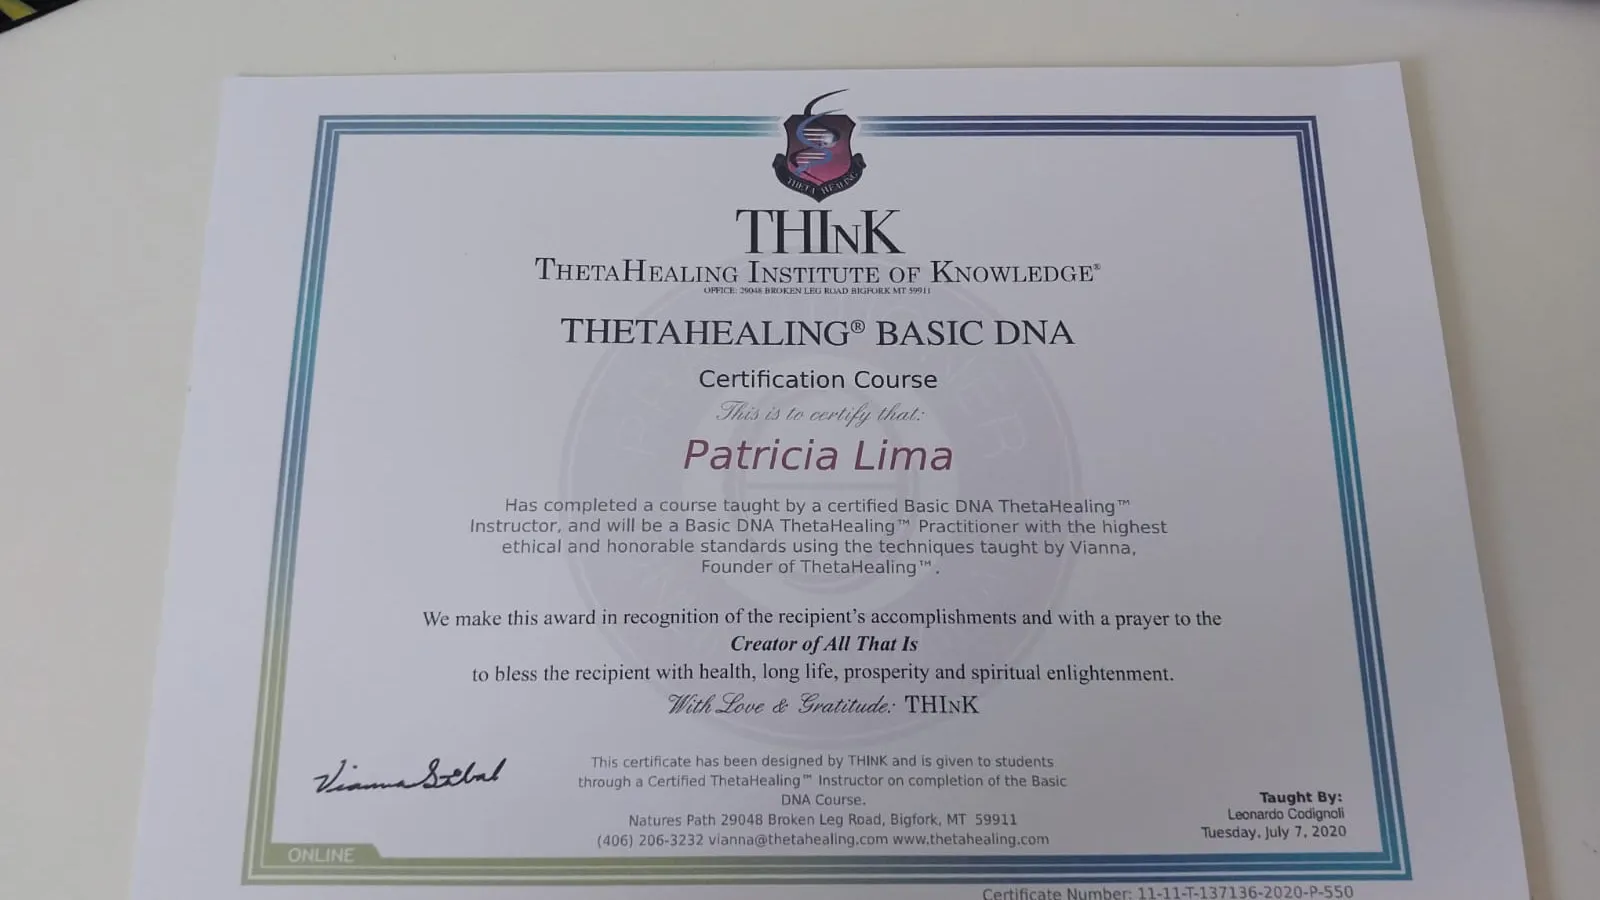 THETA HEALING
THInK
ThetaHealing Institute of Knowledge®
OFFICE: 29048 BROKEN LEG ROAD BIGFORK MT 59911
THETAHEALING® BASIC DNA
Certification Course
This is to certify that:
Patricia Lima
Has completed a course taught by a certified Basic DNA ThetaHealing™
Instructor, and will be a Basic DNA ThetaHealing™ Practitioner with the highest
ethical and honorable standards using the techniques taught by Vianna,
Founder of ThetaHealing™.
We make this award in recognition of the recipient's accomplishments and with a prayer to the
Creator of All That Is
to bless the recipient with health, long life, prosperity and spiritual enlightenment.
With Love & Gratitude: THInK
Vianna Stibal
This certificate has been designed by THINK and is given to students
through a Certified ThetaHealing™ Instructor on completion of the Basic
DNA Course.
Natures Path 29048 Broken Leg Road, Bigfork, MT 59911
(406) 206-3232 vianna@thetahealing.com www.thetahealing.com
Taught By:
Leonardo Codignoli
Tuesday, July 7, 2020
ONLINE
Certificate Number: 11-11-T-137136-2020-P-550